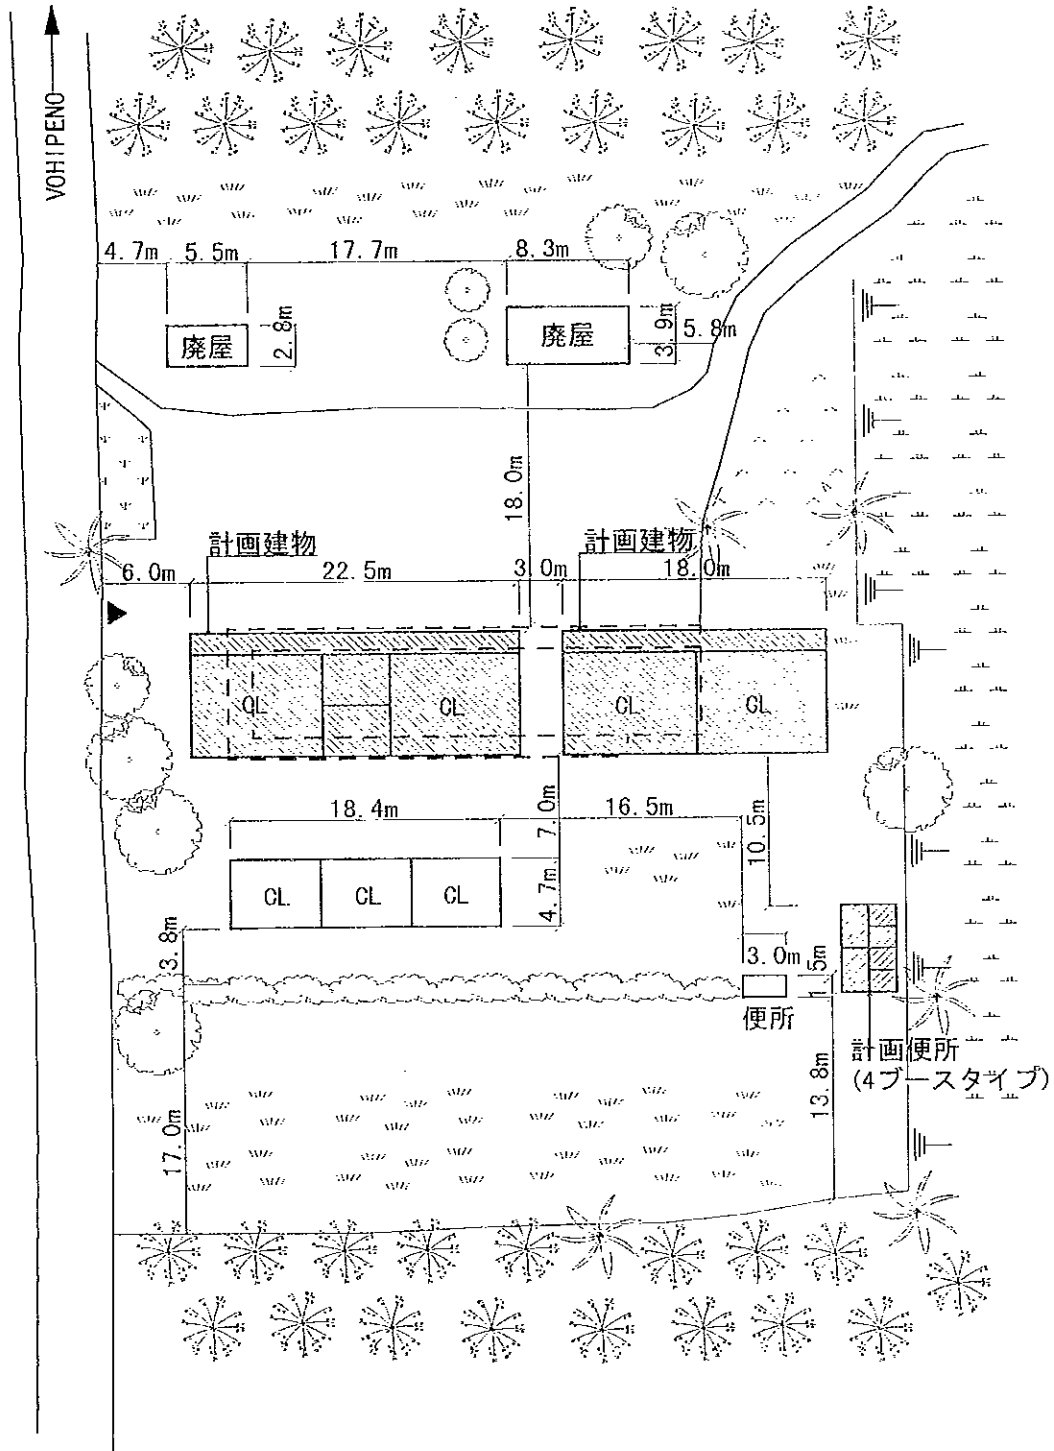 VOHIPENO
4.7m 5.5m 17.7m 8.3m
廃屋
2.8m
廃屋
3.9m
5.8m
18.0m
計画建物
計画建物
6.0m 22.5m 3.0m 18.0m
CL
CL
CL
CL
18.4m
7.0m
16.5m
10.5m
CL
CL
CL
4.7m
3.8m
3.0m
1.5m
便所
計画便所
(4ブースタイプ)
13.8m
17.0m